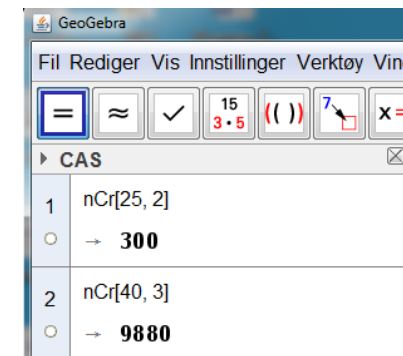 GeoGebra
Fil Rediger Vis Innstillinger Verktøy Vin
= ≈ ✓ 15 3•5 (( )) 7 x=
CAS
1 nCr[25, 2]
→ 300
2 nCr[40, 3]
→ 9880